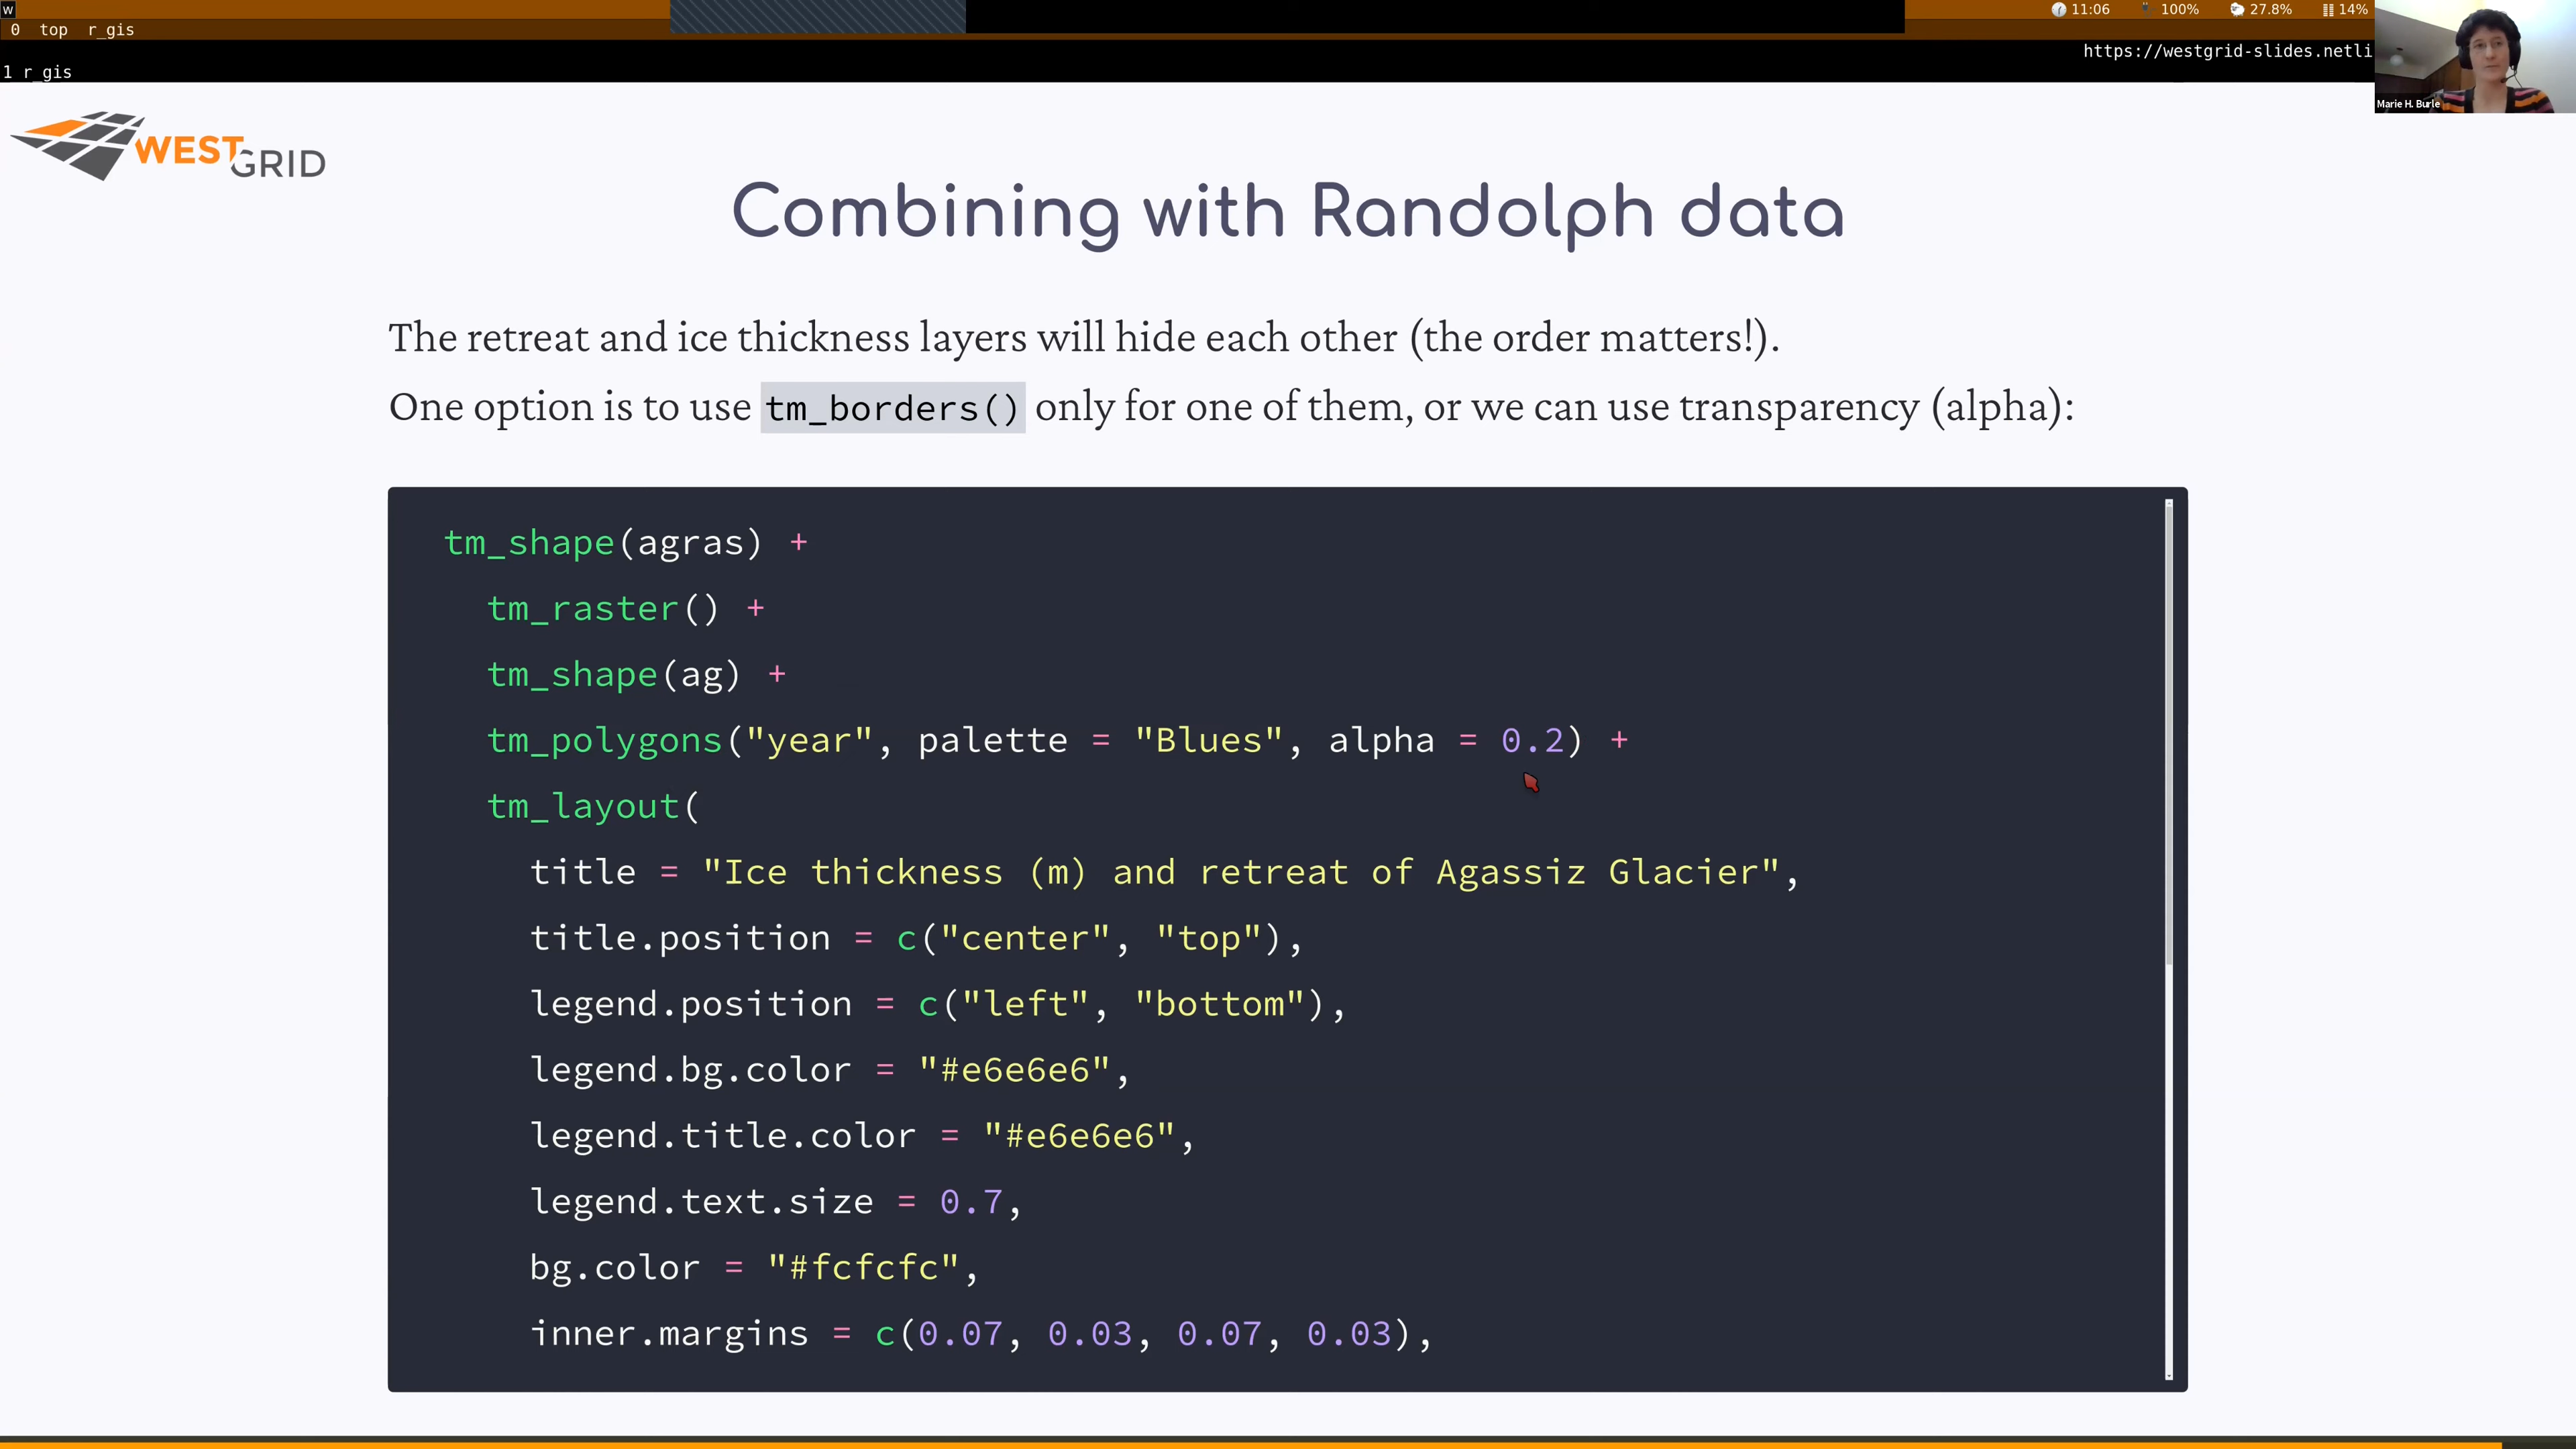 w
11:06 100% 27.8% 14%
0 top r_gis
https://westgrid-slides.netli
1 r_gis
Marie H. Burle
WESTGRID
Combining with Randolph data
The retreat and ice thickness layers will hide each other (the order matters!).
One option is to use tm_borders() only for one of them, or we can use transparency (alpha):
tm_shape(agras) +
tm_raster() +
tm_shape(ag) +
tm_polygons("year", palette = "Blues", alpha = 0.2) +
tm_layout(
title = "Ice thickness (m) and retreat of Agassiz Glacier",
title.position = c("center", "top"),
legend.position = c("left", "bottom"),
legend.bg.color = "#e6e6e6",
legend.title.color = "#e6e6e6",
legend.text.size = 0.7,
bg.color = "#fcfcfc",
inner.margins = c(0.07, 0.03, 0.07, 0.03),